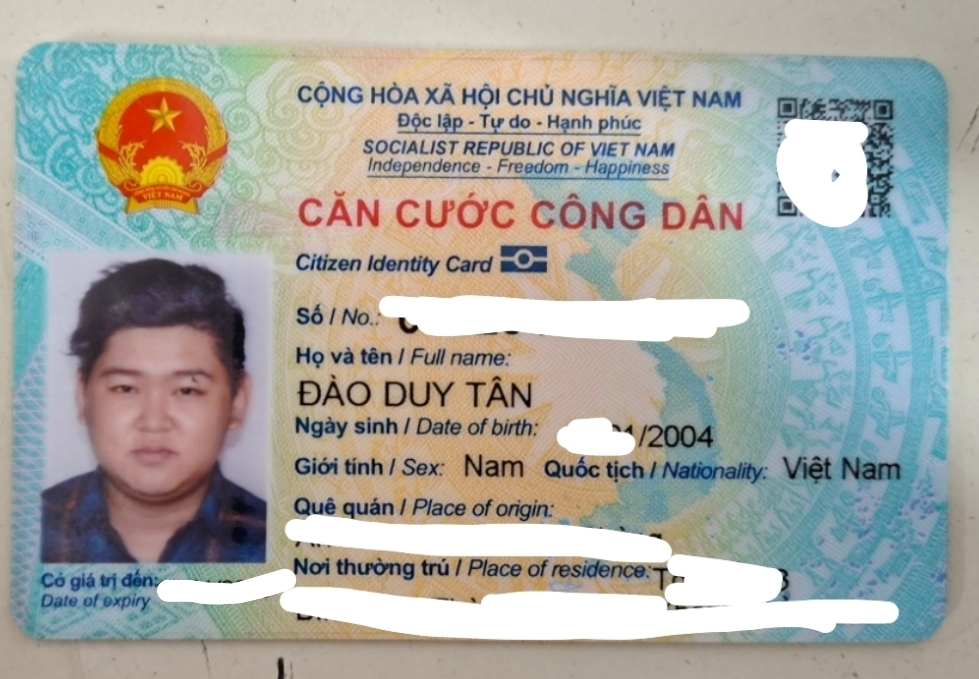 CỘNG HÒA XÃ HỘI CHỦ NGHĨA VIỆT NAM
Độc lập - Tự do - Hạnh phúc
SOCIALIST REPUBLIC OF VIET NAM
Independence - Freedom - Happiness
CĂN CƯỚC CÔNG DÂN
Citizen Identity Card
Số / No.:
Họ và tên / Full name:
ĐÀO DUY TÂN
Ngày sinh / Date of birth: /2004
Giới tính / Sex: Nam Quốc tịch / Nationality: Việt Nam
Quê quán / Place of origin:
Nơi thường trú / Place of residence:
Có giá trị đến:
Date of expiry
VIỆT NAM